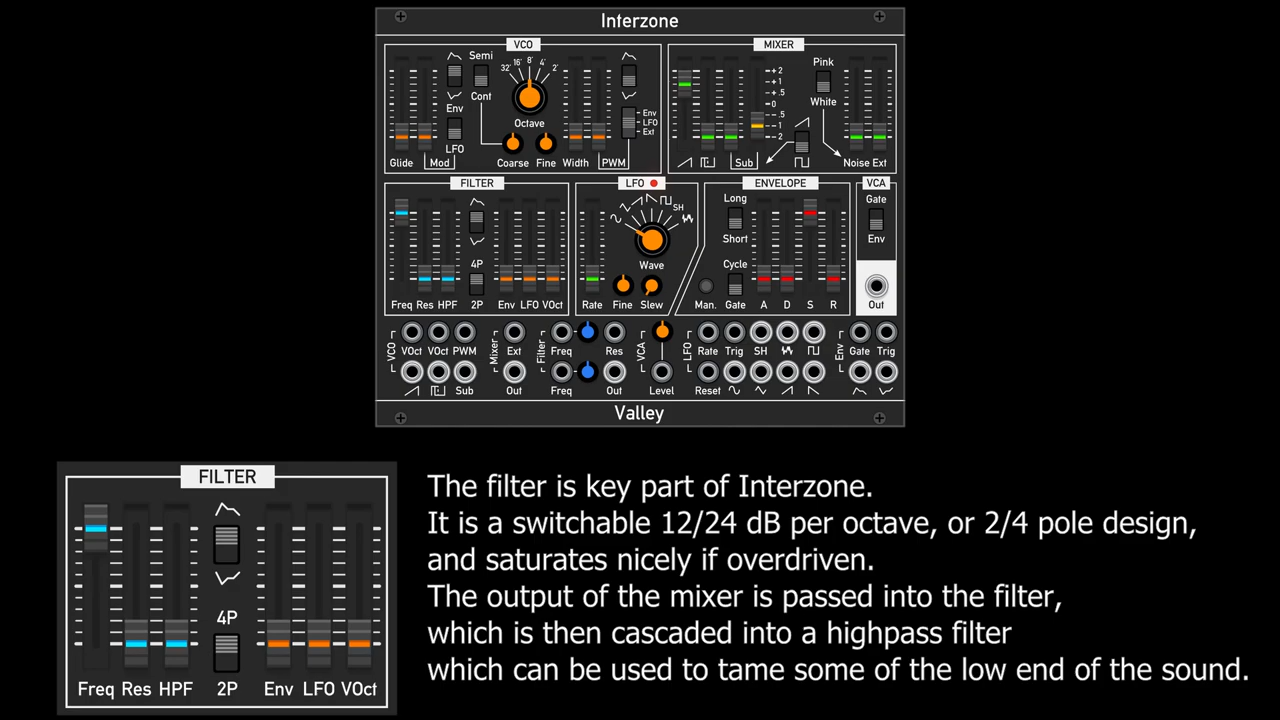 Interzone
VCO
MIXER
Semi
Cont
Env
LFO
32' 16' 8' 4' 2'
Octave
Env
LFO
Ext
Glide Mod Coarse Fine Width PWM
+ 2
+ 1
+ .5
0
- .5
- 1
- 2
Pink
White
Sub
Noise Ext
FILTER
LFO
ENVELOPE
VCA
4P
2P
Freq Res HPF Env LFO VOct
SH
Wave
Rate Fine Slew
Long
Short
Cycle
Man. Gate A D S R
Gate
Env
Out
VCO
VOct VOct PWM
Sub
Mixer
Ext
Out
Filter
Freq Res
Freq Out
VCA
Level
LFO
Rate Trig SH
Reset
Env
Gate Trig
Valley
FILTER
4P
2P
Freq Res HPF Env LFO VOct
The filter is key part of Interzone.
It is a switchable 12/24 dB per octave, or 2/4 pole design,
and saturates nicely if overdriven.
The output of the mixer is passed into the filter,
which is then cascaded into a highpass filter
which can be used to tame some of the low end of the sound.